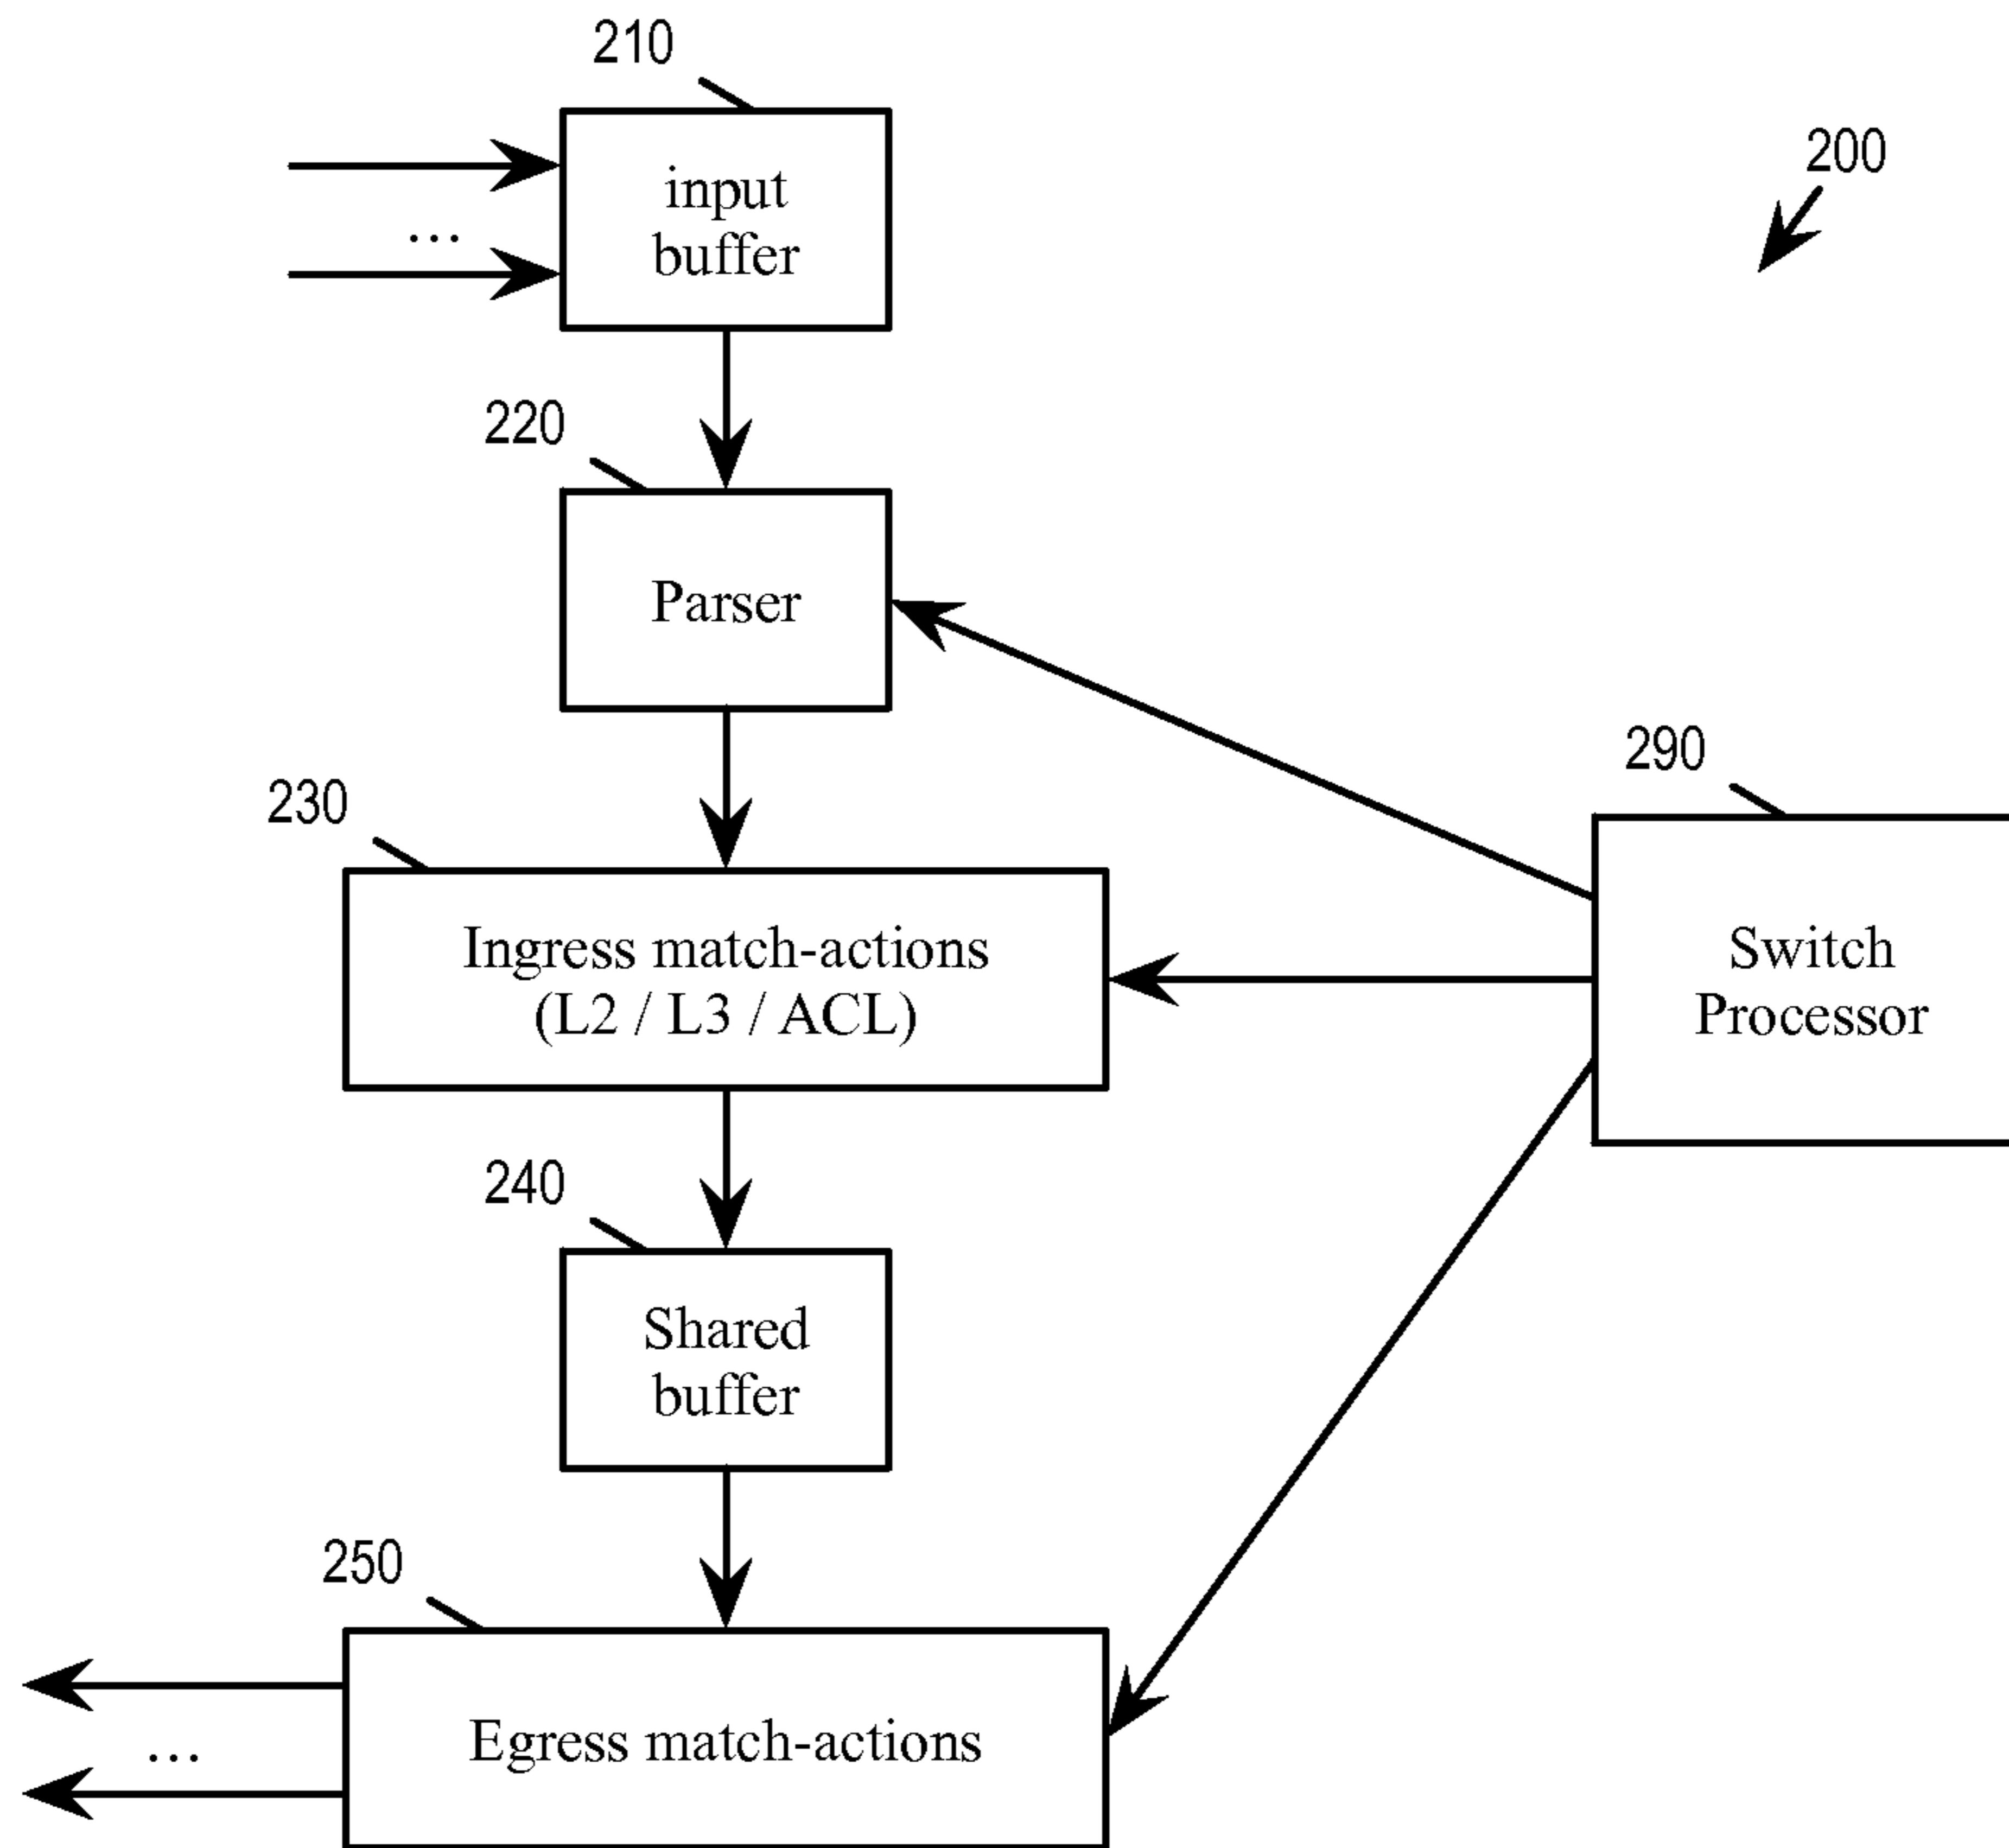 210
200
input
buffer
...
220
Parser
290
230
Ingress match-actions
(L2 / L3 / ACL)
Switch
Processor
240
Shared
buffer
250
Egress match-actions
...